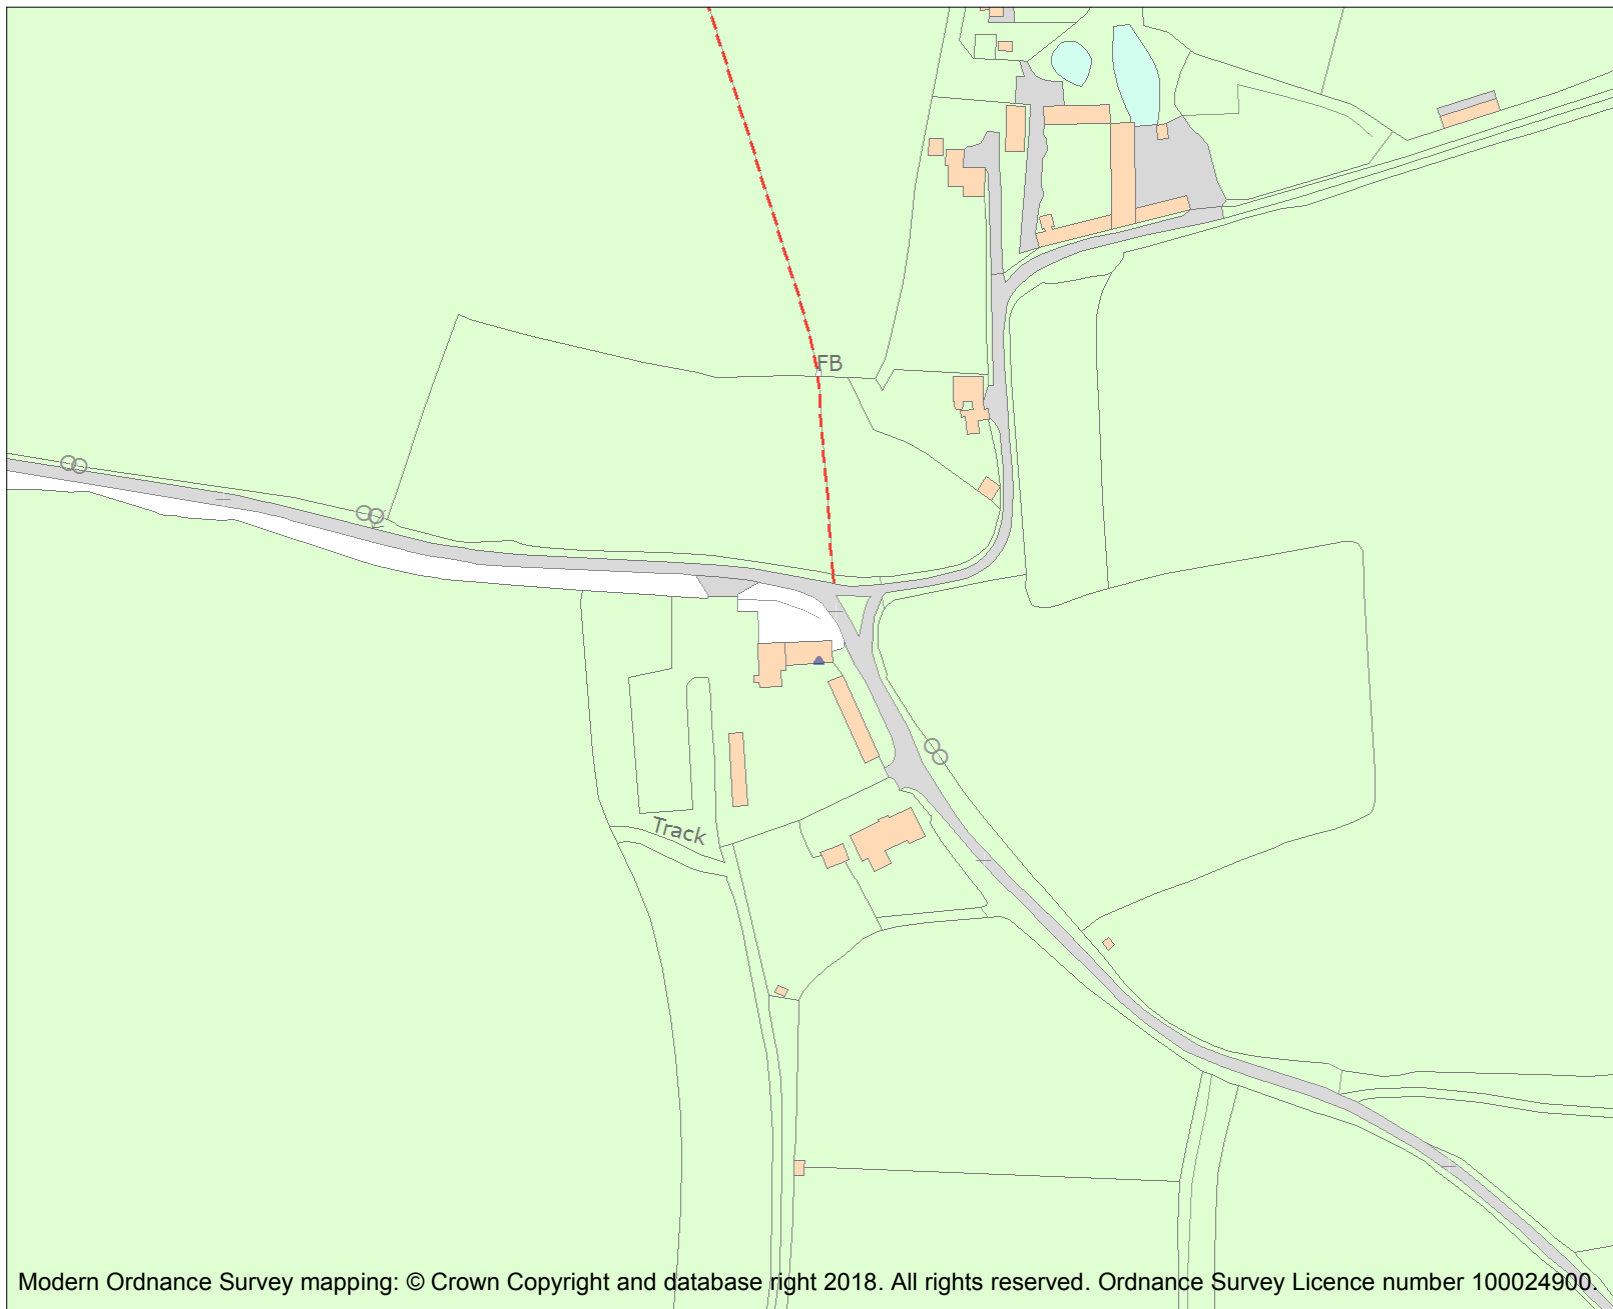 FB
Track
Modern Ordnance Survey mapping: © Crown Copyright and database right 2018. All rights reserved. Ordnance Survey Licence number 100024900.